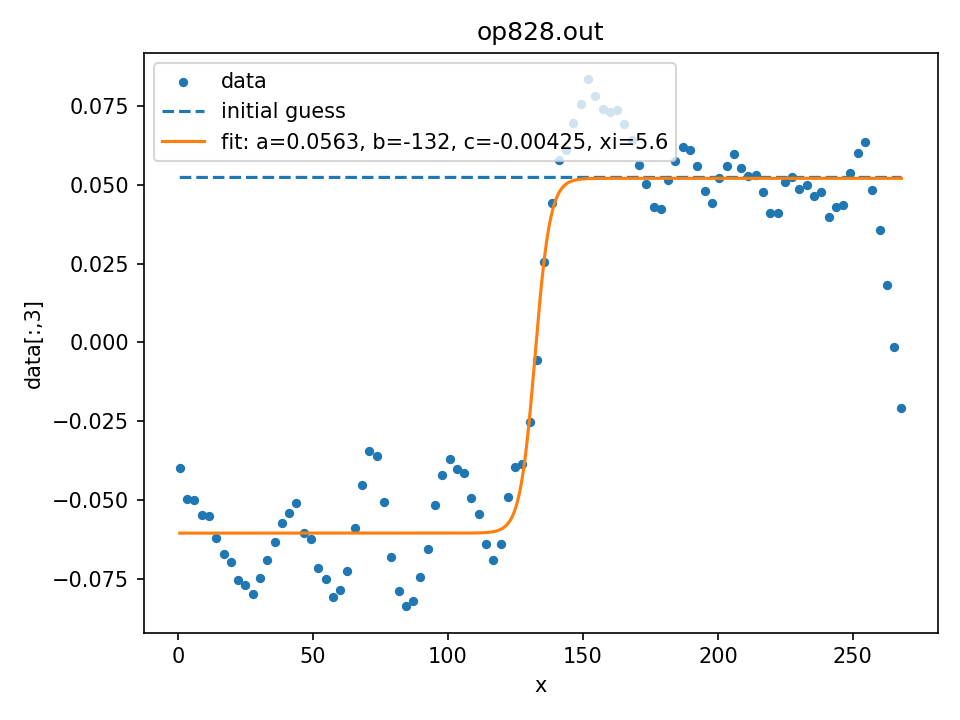 op828.out
data
initial guess
fit: a=0.0563, b=-132, c=-0.00425, xi=5.6
0.075
0.050
0.025
0.000
−0.025
−0.050
−0.075
data[:,3]
0 50 100 150 200 250
x